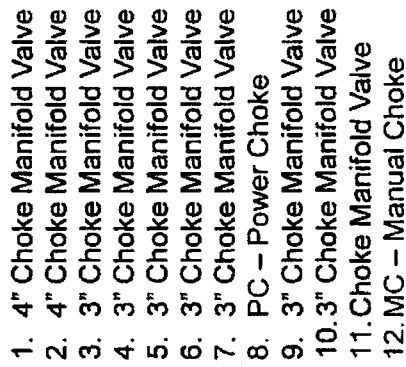 1. 4" Choke Manifold Valve
2. 4" Choke Manifold Valve
3. 3" Choke Manifold Valve
4. 3" Choke Manifold Valve
5. 3" Choke Manifold Valve
6. 3" Choke Manifold Valve
7. 3" Choke Manifold Valve
8. PC – Power Choke
9. 3" Choke Manifold Valve
10. 3" Choke Manifold Valve
11. Choke Manifold Valve
12. MC – Manual Choke